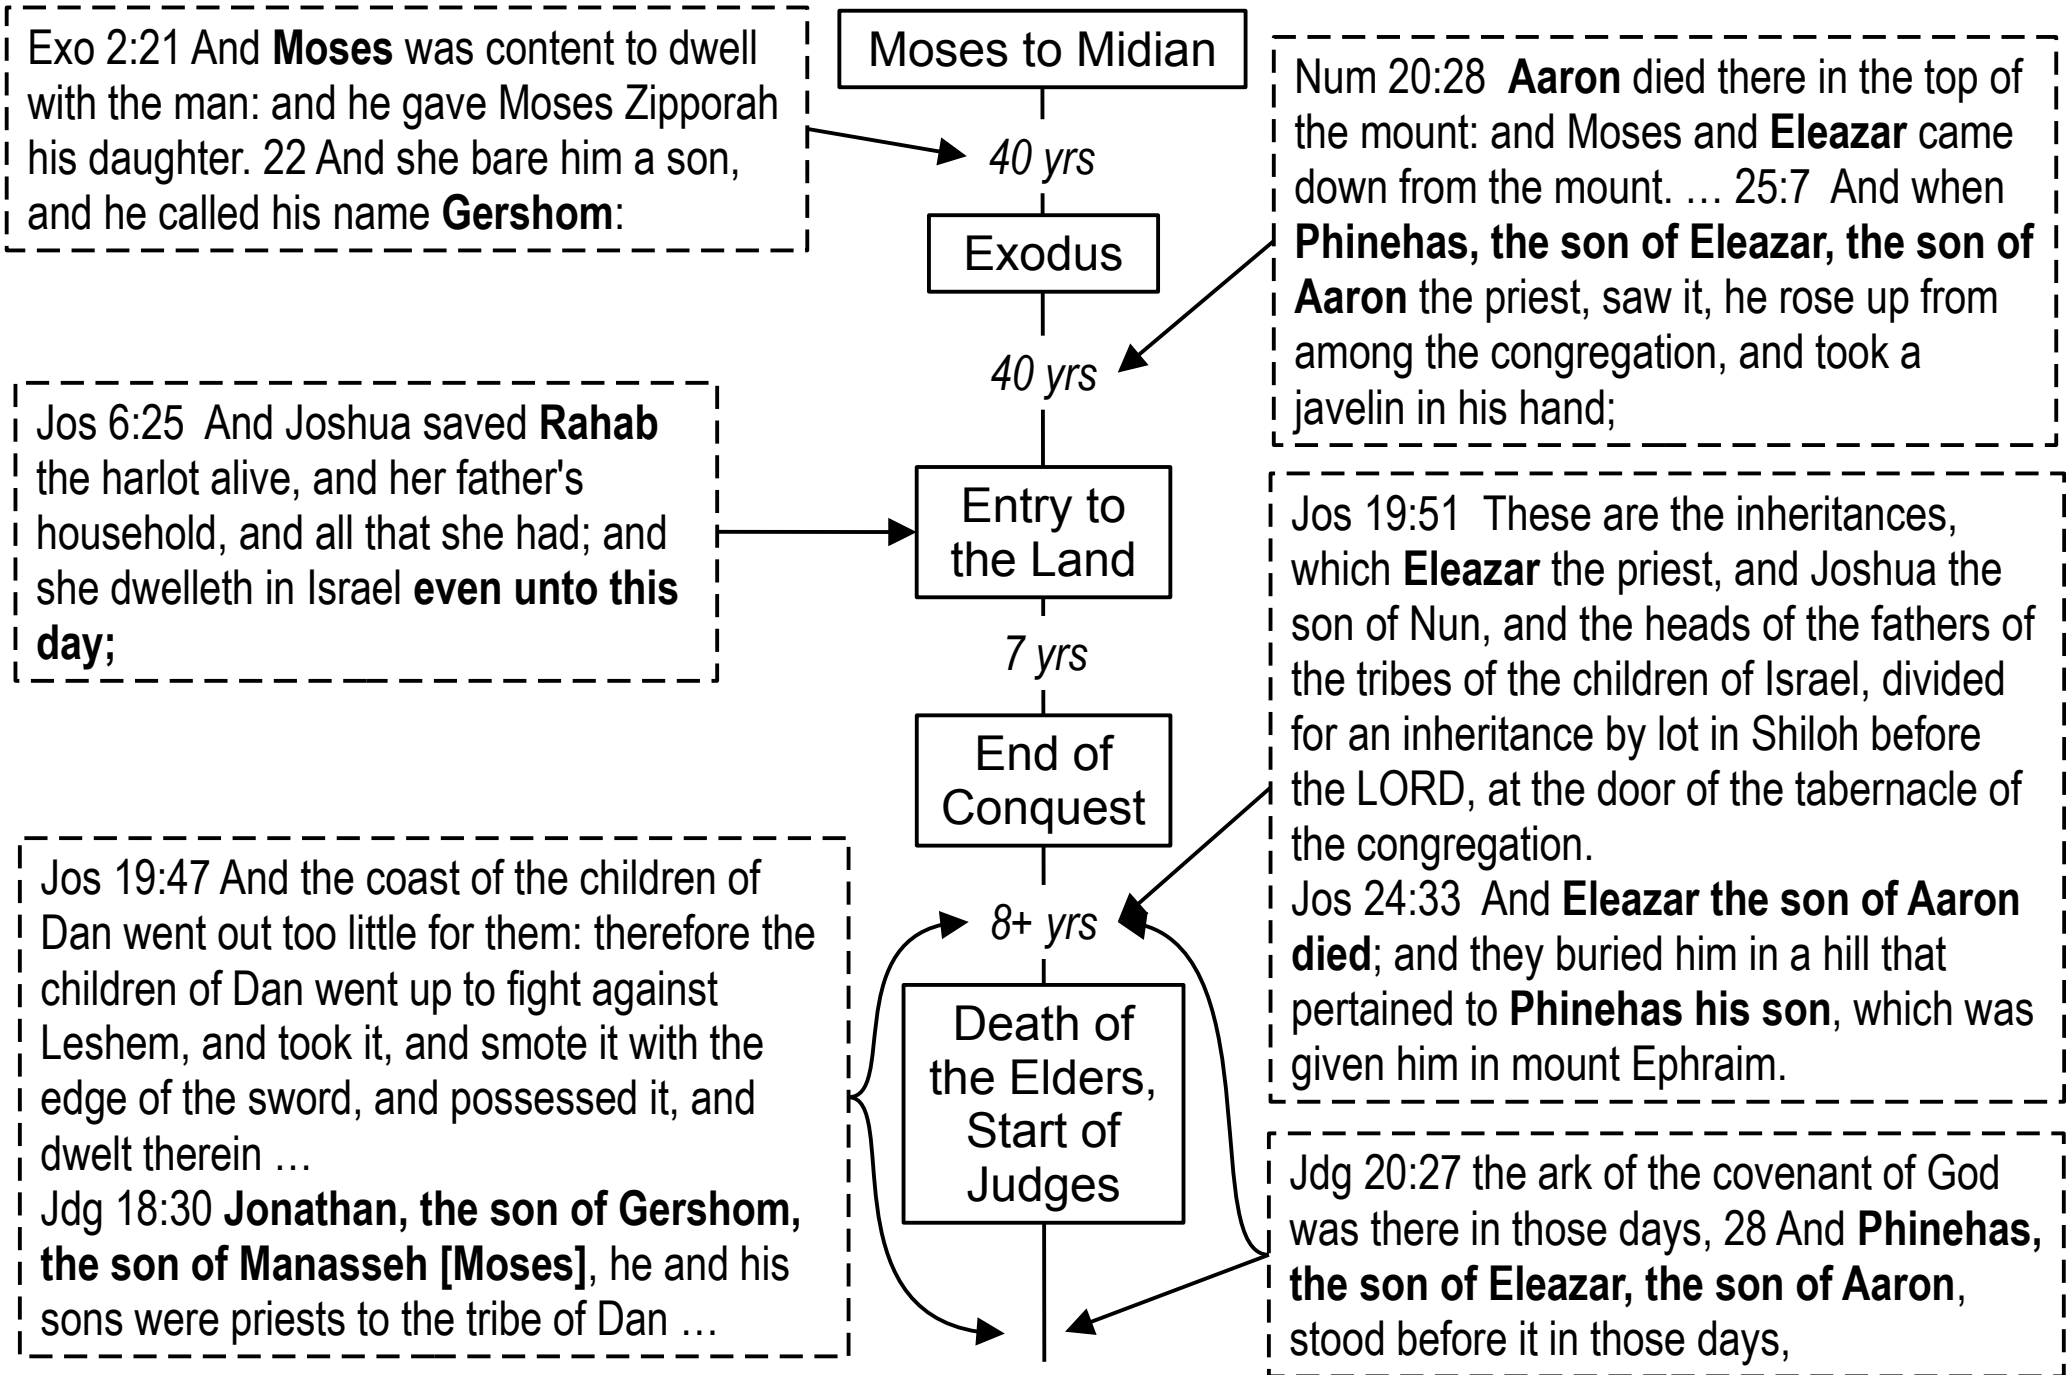 Exo 2:21 And Moses was content to dwell
with the man: and he gave Moses Zipporah
his daughter. 22 And she bare him a son,
and he called his name Gershom:
Moses to Midian
40 yrs
Exodus
40 yrs
Num 20:28  Aaron died there in the top of
the mount: and Moses and Eleazar came
down from the mount. … 25:7  And when
Phinehas, the son of Eleazar, the son of
Aaron the priest, saw it, he rose up from
among the congregation, and took a
javelin in his hand;
Jos 6:25  And Joshua saved Rahab
the harlot alive, and her father's
household, and all that she had; and
she dwelleth in Israel even unto this
day;
Entry to
the Land
7 yrs
End of
Conquest
8+ yrs
Jos 19:51  These are the inheritances,
which Eleazar the priest, and Joshua the
son of Nun, and the heads of the fathers of
the tribes of the children of Israel, divided
for an inheritance by lot in Shiloh before
the LORD, at the door of the tabernacle of
the congregation.
Jos 24:33  And Eleazar the son of Aaron
died; and they buried him in a hill that
pertained to Phinehas his son, which was
given him in mount Ephraim.
Jos 19:47 And the coast of the children of
Dan went out too little for them: therefore the
children of Dan went up to fight against
Leshem, and took it, and smote it with the
edge of the sword, and possessed it, and
dwelt therein …
Jdg 18:30 Jonathan, the son of Gershom,
the son of Manasseh [Moses], he and his
sons were priests to the tribe of Dan …
Death of
the Elders,
Start of
Judges
Jdg 20:27 the ark of the covenant of God
was there in those days, 28 And Phinehas,
the son of Eleazar, the son of Aaron,
stood before it in those days,